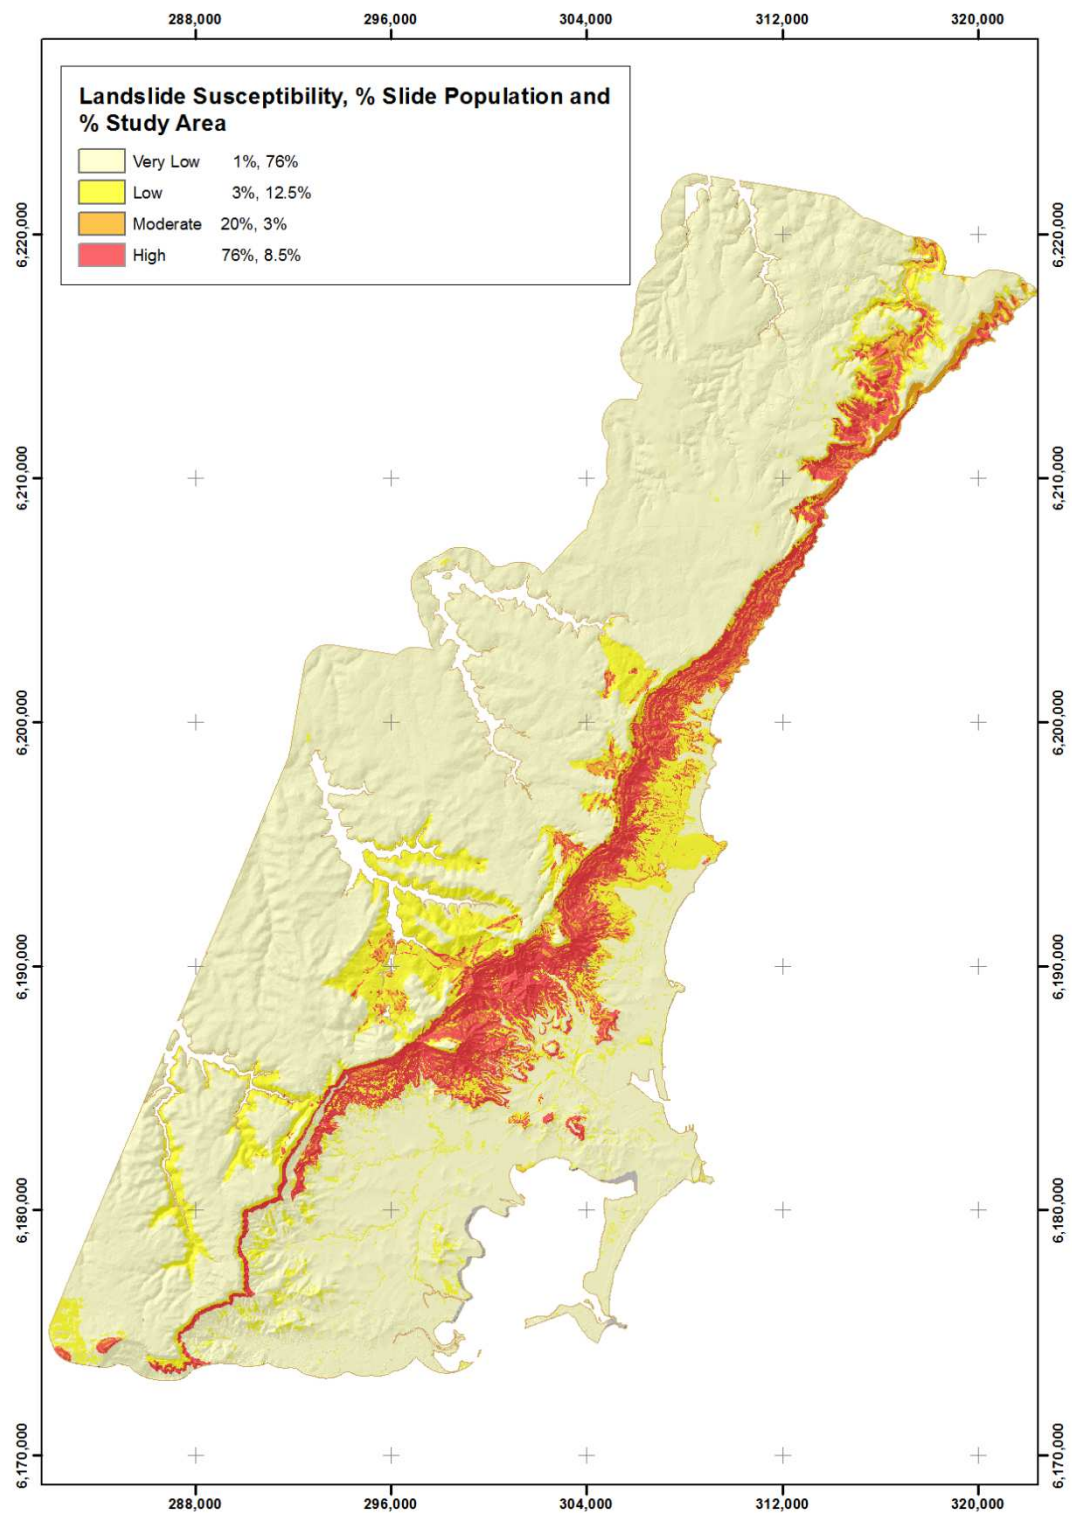 288,000 296,000 304,000 312,000 320,000
Landslide Susceptibility, % Slide Population and
% Study Area
Very Low 1%, 76%
Low 3%, 12.5%
Moderate 20%, 3%
High 76%, 8.5%
6,220,000 6,220,000
6,210,000 6,210,000
6,200,000 6,200,000
6,190,000 6,190,000
6,180,000 6,180,000
6,170,000 6,170,000
288,000 296,000 304,000 312,000 320,000